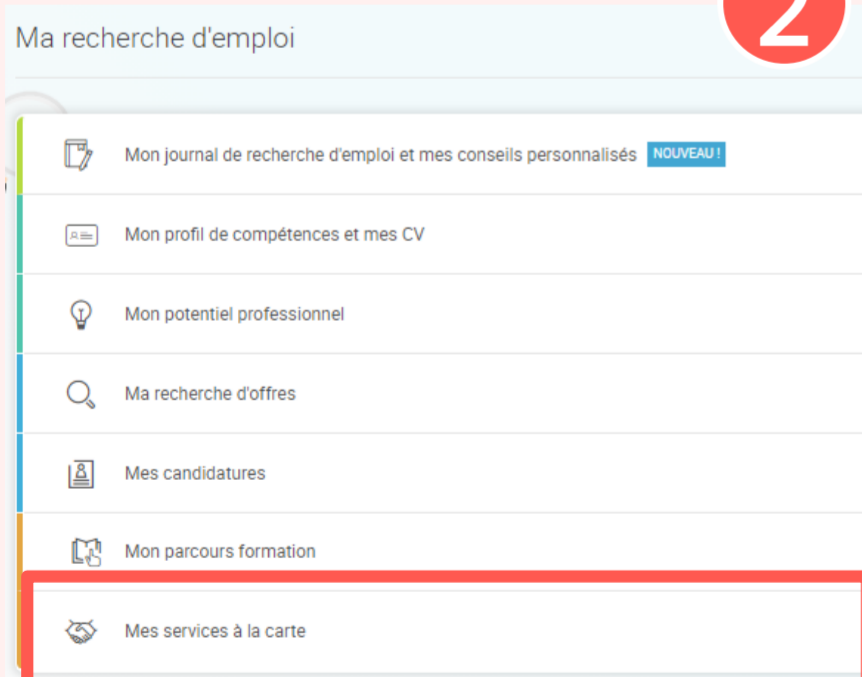 2
Ma recherche d'emploi
Mon journal de recherche d'emploi et mes conseils personnalisés NOUVEAU !
Mon profil de compétences et mes CV
Mon potentiel professionnel
Ma recherche d'offres
Mes candidatures
Mon parcours formation
Mes services à la carte